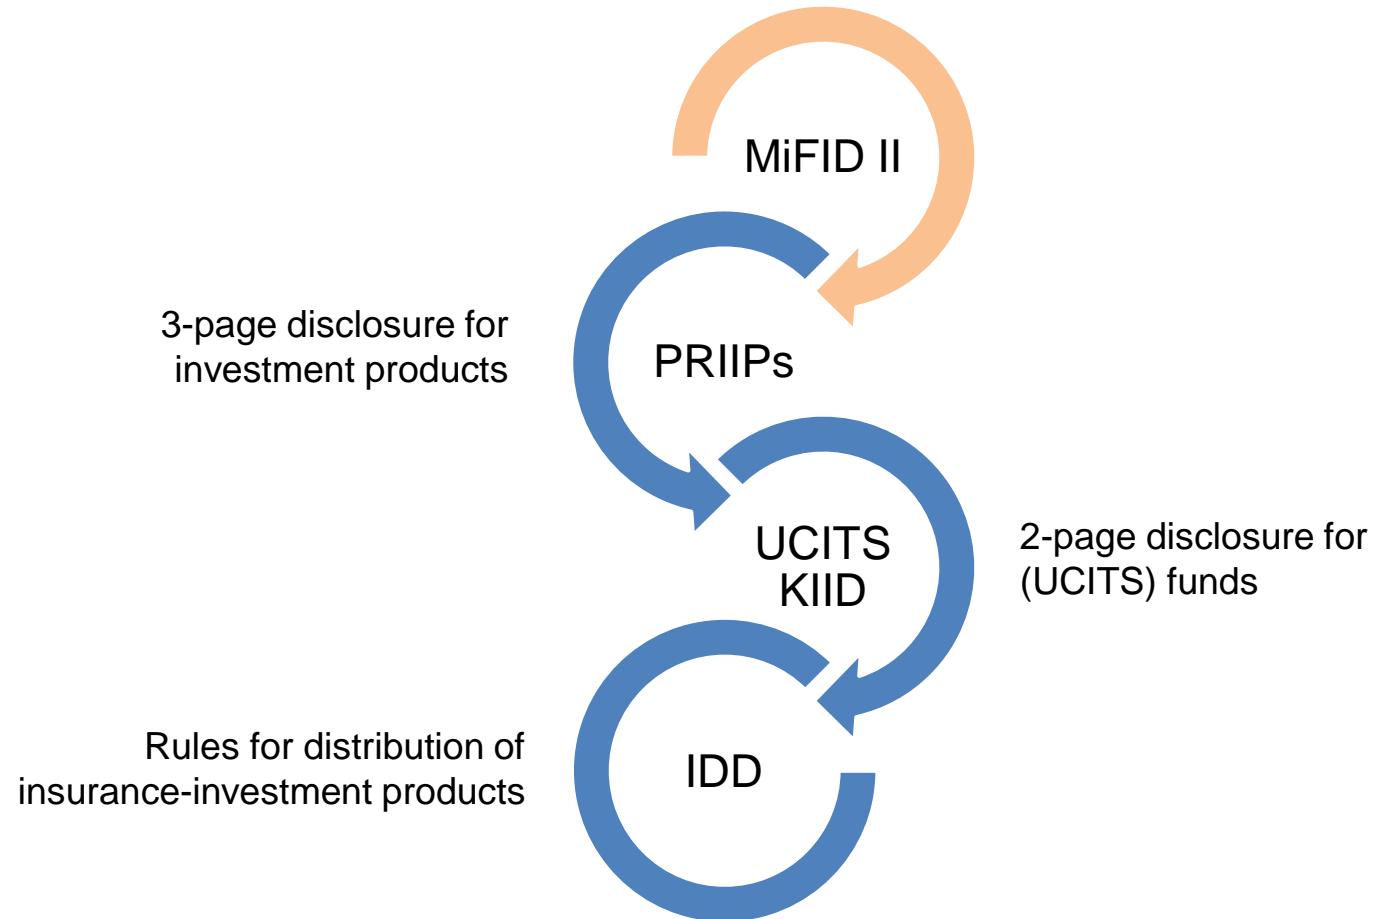 MiFID II
3-page disclosure for
investment products
PRIIPs
UCITS
KIID
2-page disclosure for
(UCITS) funds
Rules for distribution of
insurance-investment products
IDD